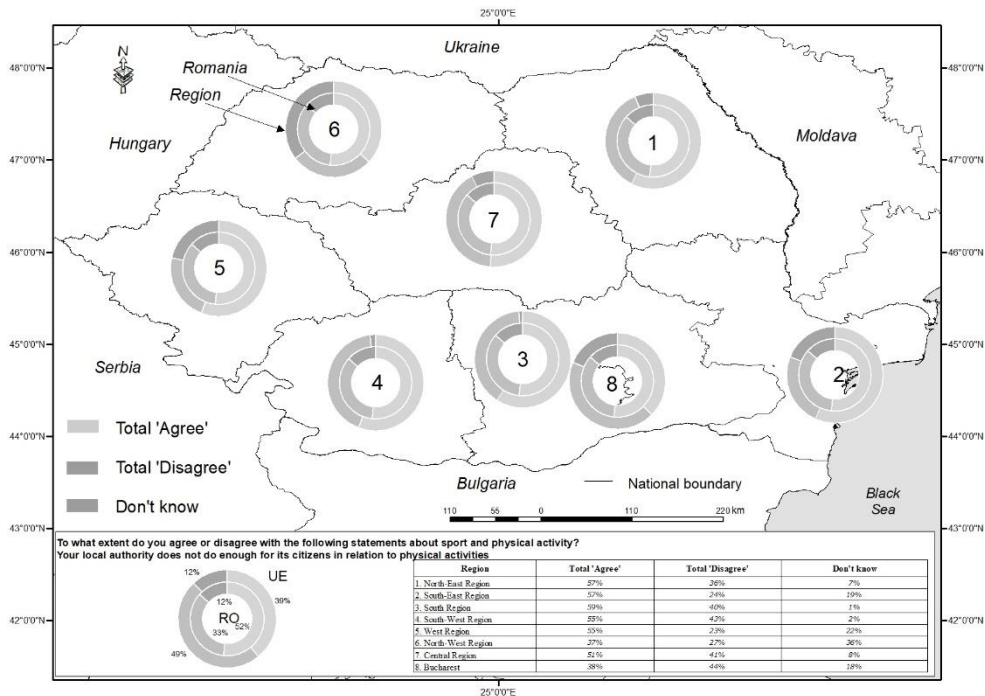 25°0'0"E
Ukraine
48°0'0"N
48°0'0"N
N
Romania
Region
6
1
Hungary
Moldava
47°0'0"N
47°0'0"N
7
46°0'0"N
46°0'0"N
5
45°0'0"N
45°0'0"N
Serbia
4
3
8
2
44°0'0"N
44°0'0"N
Total 'Agree'
Total 'Disagree'
Don't know
Bulgaria
National boundary
Black
Sea
110 55 0 110 220 km
43°0'0"N
43°0'0"N
To what extent do you agree or disagree with the following statements about sport and physical activity?
Your local authority does not do enough for its citizens in relation to physical activities
UE
12%
12%
39%
RO
52%
33%
49%
42°0'0"N
42°0'0"N
Region Total 'Agree' Total 'Disagree' Don't know
1. North-East Region 57% 26% 7%
2. South-East Region 57% 24% 19%
3. South Region 59% 40% 1%
4. South-West Region 55% 43% 2%
5. West Region 55% 23% 22%
6. North-West Region 37% 27% 36%
7. Central Region 51% 41% 8%
8. Bucharest 38% 44% 18%
25°0'0"E